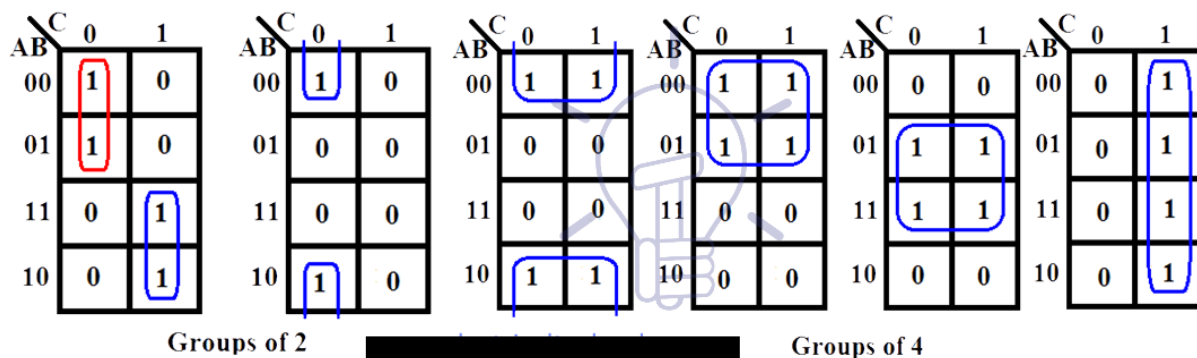 C 0 1
AB
00 1 0
01 1 0
11 0 1
10 0 1
C 0 1
AB
00 1 0
01 0 0
11 0 0
10 1 0
Groups of 2
C 0 1
AB
00 1 1
01 0 0
11 0 0
10 1 1
C 0 1
AB
00 1 1
01 1 1
11 0 0
10 0 0
C 0 1
AB
00 0 0
01 1 1
11 1 1
10 0 0
C 0 1
AB
00 0 1
01 0 1
11 0 1
10 0 1
Groups of 4